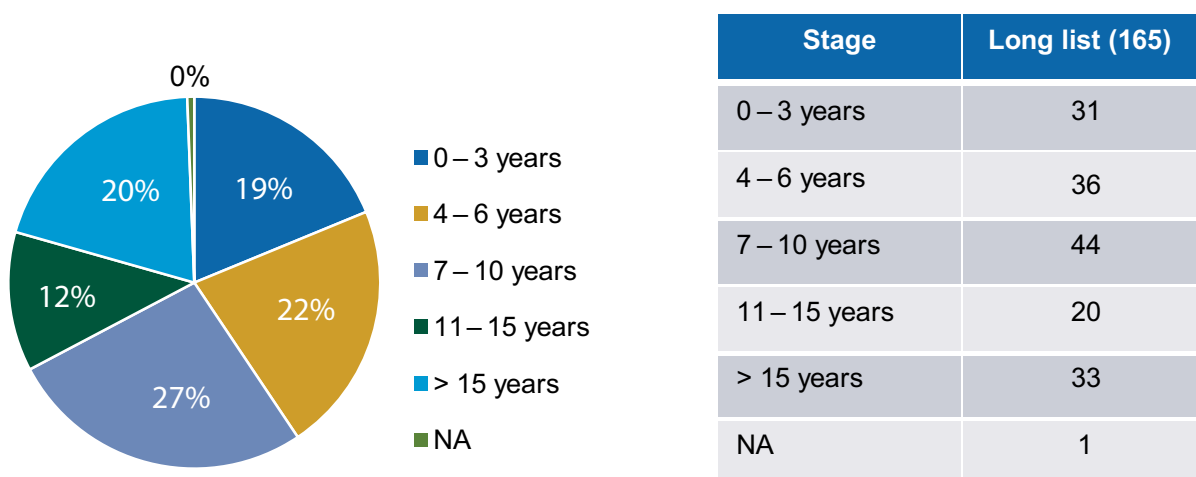 0%
20%
19%
12%
22%
27%
0 – 3 years
4 – 6 years
7 – 10 years
11 – 15 years
> 15 years
NA
Stage Long list (165)
0 – 3 years 31
4 – 6 years 36
7 – 10 years 44
11 – 15 years 20
> 15 years 33
NA 1